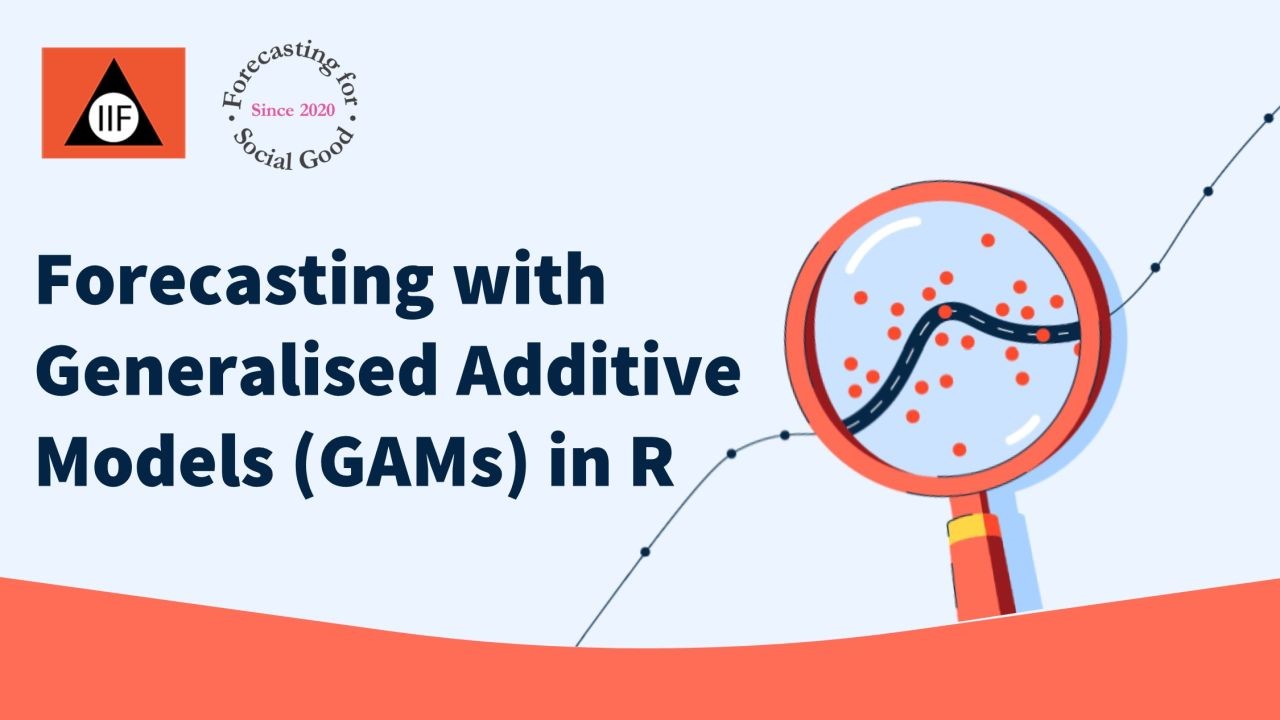 IIF
Forecasting for
Since 2020
Social Good
Forecasting with
Generalised Additive
Models (GAMs) in R